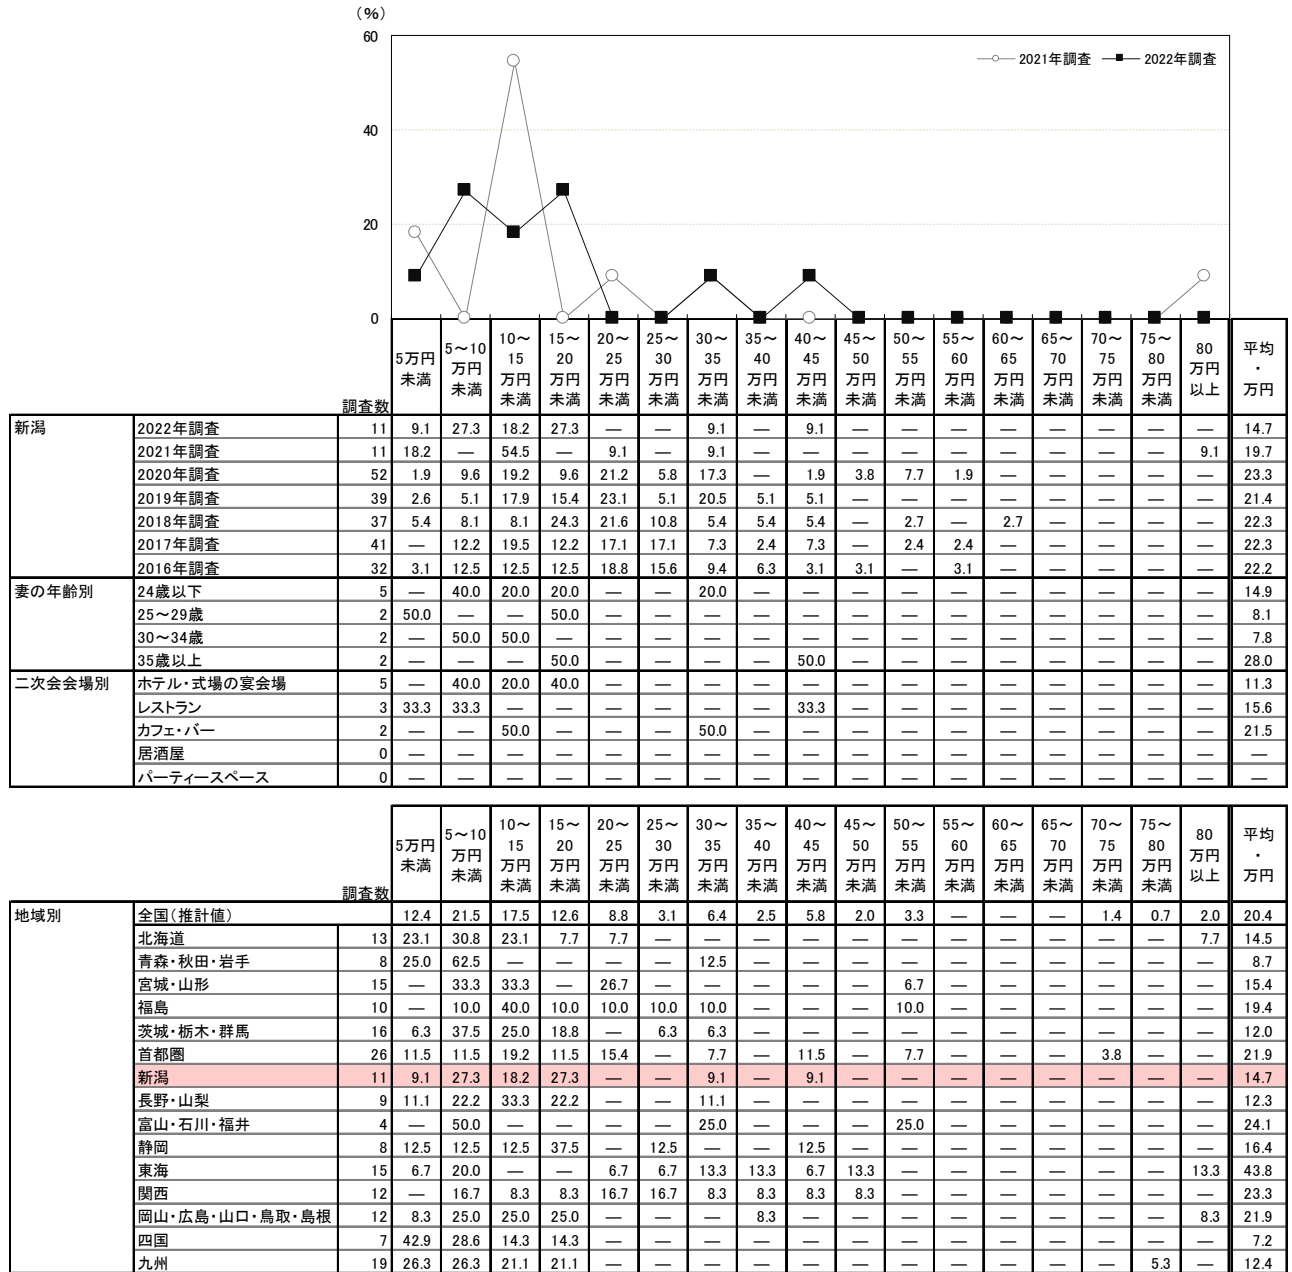 （%）
60
40
20
0
2021年調査 2022年調査
調査数 5万円未満 5～10万円未満 10～15万円未満 15～20万円未満 20～25万円未満 25～30万円未満 30～35万円未満 35～40万円未満 40～45万円未満 45～50万円未満 50～55万円未満 55～60万円未満 60～65万円未満 65～70万円未満 70～75万円未満 75～80万円未満 80万円以上 平均・万円
新潟 2022年調査 11 9.1 27.3 18.2 27.3 — — 9.1 — 9.1 — — — — — — — — 14.7
2021年調査 11 18.2 — 54.5 — 9.1 — 9.1 — — — — — — — — — 9.1 19.7
2020年調査 52 1.9 9.6 19.2 9.6 21.2 5.8 17.3 — 1.9 3.8 7.7 1.9 — — — — — 23.3
2019年調査 39 2.6 5.1 17.9 15.4 23.1 5.1 20.5 5.1 5.1 — — — — — — — — 21.4
2018年調査 37 5.4 8.1 8.1 24.3 21.6 10.8 5.4 5.4 5.4 — 2.7 — 2.7 — — — — 22.3
2017年調査 41 — 12.2 19.5 12.2 17.1 17.1 7.3 2.4 7.3 — 2.4 2.4 — — — — — 22.3
2016年調査 32 3.1 12.5 12.5 12.5 18.8 15.6 9.4 6.3 3.1 3.1 — 3.1 — — — — — 22.2
妻の年齢別 24歳以下 5 — 40.0 20.0 20.0 — — 20.0 — — — — — — — — — — 14.9
25～29歳 2 50.0 — — 50.0 — — — — — — — — — — — — — 8.1
30～34歳 2 — 50.0 50.0 — — — — — — — — — — — — — — 7.8
35歳以上 2 — — — 50.0 — — — — 50.0 — — — — — — — — 28.0
二次会会場別 ホテル・式場の宴会場 5 — 40.0 20.0 40.0 — — — — — — — — — — — — — 11.3
レストラン 3 33.3 33.3 — — — — — — 33.3 — — — — — — — — 15.6
カフェ・バー 2 — — 50.0 — — — 50.0 — — — — — — — — — — 21.5
居酒屋 0 — — — — — — — — — — — — — — — — — —
パーティースペース 0 — — — — — — — — — — — — — — — — — —
調査数 5万円未満 5～10万円未満 10～15万円未満 15～20万円未満 20～25万円未満 25～30万円未満 30～35万円未満 35～40万円未満 40～45万円未満 45～50万円未満 50～55万円未満 55～60万円未満 60～65万円未満 65～70万円未満 70～75万円未満 75～80万円未満 80万円以上 平均・万円
地域別 全国（推計値） 12.4 21.5 17.5 12.6 8.8 3.1 6.4 2.5 5.8 2.0 3.3 — — — 1.4 0.7 2.0 20.4
北海道 13 23.1 30.8 23.1 7.7 7.7 — — — — — — — — — — — 7.7 14.5
青森・秋田・岩手 8 25.0 62.5 — — — — 12.5 — — — — — — — — — — 8.7
宮城・山形 15 — 33.3 33.3 — 26.7 — — — — — 6.7 — — — — — — 15.4
福島 10 — 10.0 40.0 10.0 10.0 10.0 10.0 — — — 10.0 — — — — — — 19.4
茨城・栃木・群馬 16 6.3 37.5 25.0 18.8 — 6.3 6.3 — — — — — — — — — — 12.0
首都圏 26 11.5 11.5 19.2 11.5 15.4 — 7.7 — 11.5 — 7.7 — — — 3.8 — — 21.9
新潟 11 9.1 27.3 18.2 27.3 — — 9.1 — 9.1 — — — — — — — — 14.7
長野・山梨 9 11.1 22.2 33.3 22.2 — — 11.1 — — — — — — — — — — 12.3
富山・石川・福井 4 — 50.0 — — — — 25.0 — — — 25.0 — — — — — — 24.1
静岡 8 12.5 12.5 12.5 37.5 — 12.5 — — 12.5 — — — — — — — — 16.4
東海 15 6.7 20.0 — — 6.7 6.7 13.3 13.3 6.7 13.3 — — — — — — 13.3 43.8
関西 12 — 16.7 8.3 8.3 16.7 16.7 8.3 8.3 8.3 8.3 — — — — — — — 23.3
岡山・広島・山口・鳥取・島根 12 8.3 25.0 25.0 25.0 — — — 8.3 — — — — — — — — 8.3 21.9
四国 7 42.9 28.6 14.3 14.3 — — — — — — — — — — — — — 7.2
九州 19 26.3 26.3 21.1 21.1 — — — — — — — — — — — 5.3 — 12.4